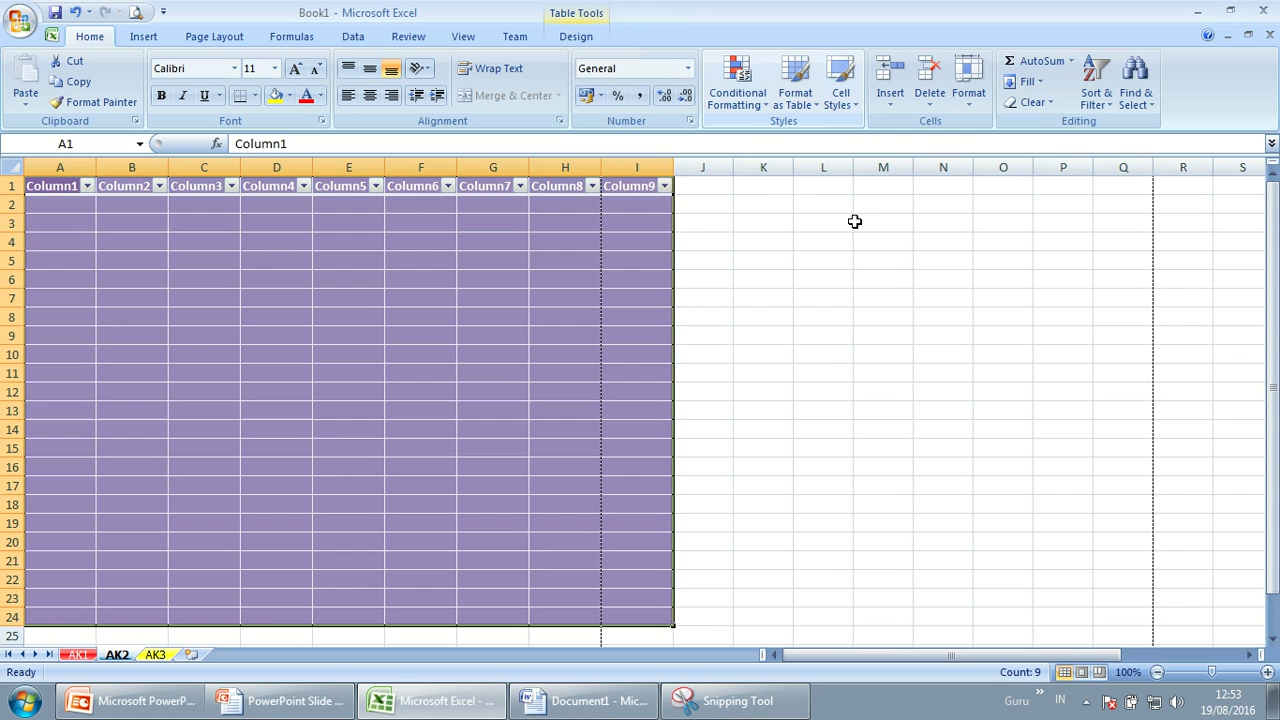 Book1 - Microsoft Excel
Table Tools
Home Insert Page Layout Formulas Data Review View Team Design
Paste
Cut
Copy
Format Painter
Clipboard
Calibri 11
B I U
Font
Wrap Text
Merge & Center
Alignment
General
Number
Conditional Formatting
Format as Table
Cell Styles
Styles
Insert
Delete
Format
Cells
Σ AutoSum
Fill
Clear
Sort & Filter
Find & Select
Editing
A1 fx Column1
A B C D E F G H I J K L M N O P Q R S
1 Column1 Column2 Column3 Column4 Column5 Column6 Column7 Column8 Column9
2
3
4
5
6
7
8
9
10
11
12
13
14
15
16
17
18
19
20
21
22
23
24
25
AK1 AK2 AK3
Ready Count: 9 100%
Microsoft PowerP... PowerPoint Slide ... Microsoft Excel - ... Document1 - Mic... Snipping Tool Guru » IN 12:53
19/08/2016